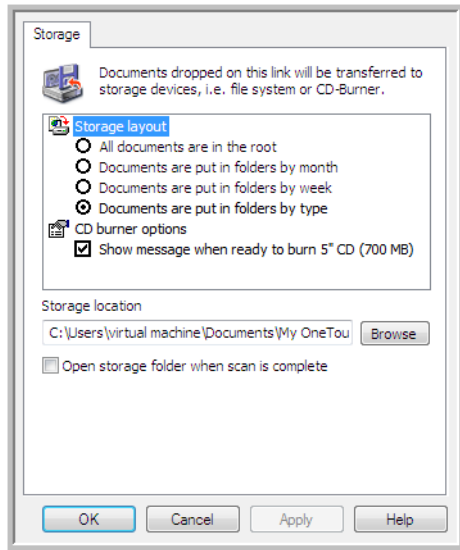 Storage
Documents dropped on this link will be transferred to
storage devices, i.e. file system or CD-Burner.
Storage layout
All documents are in the root
Documents are put in folders by month
Documents are put in folders by week
Documents are put in folders by type
CD burner options
Show message when ready to burn 5" CD (700 MB)
Storage location
C:\Users\virtual machine\Documents\My OneTou
Browse
Open storage folder when scan is complete
OK Cancel Apply Help